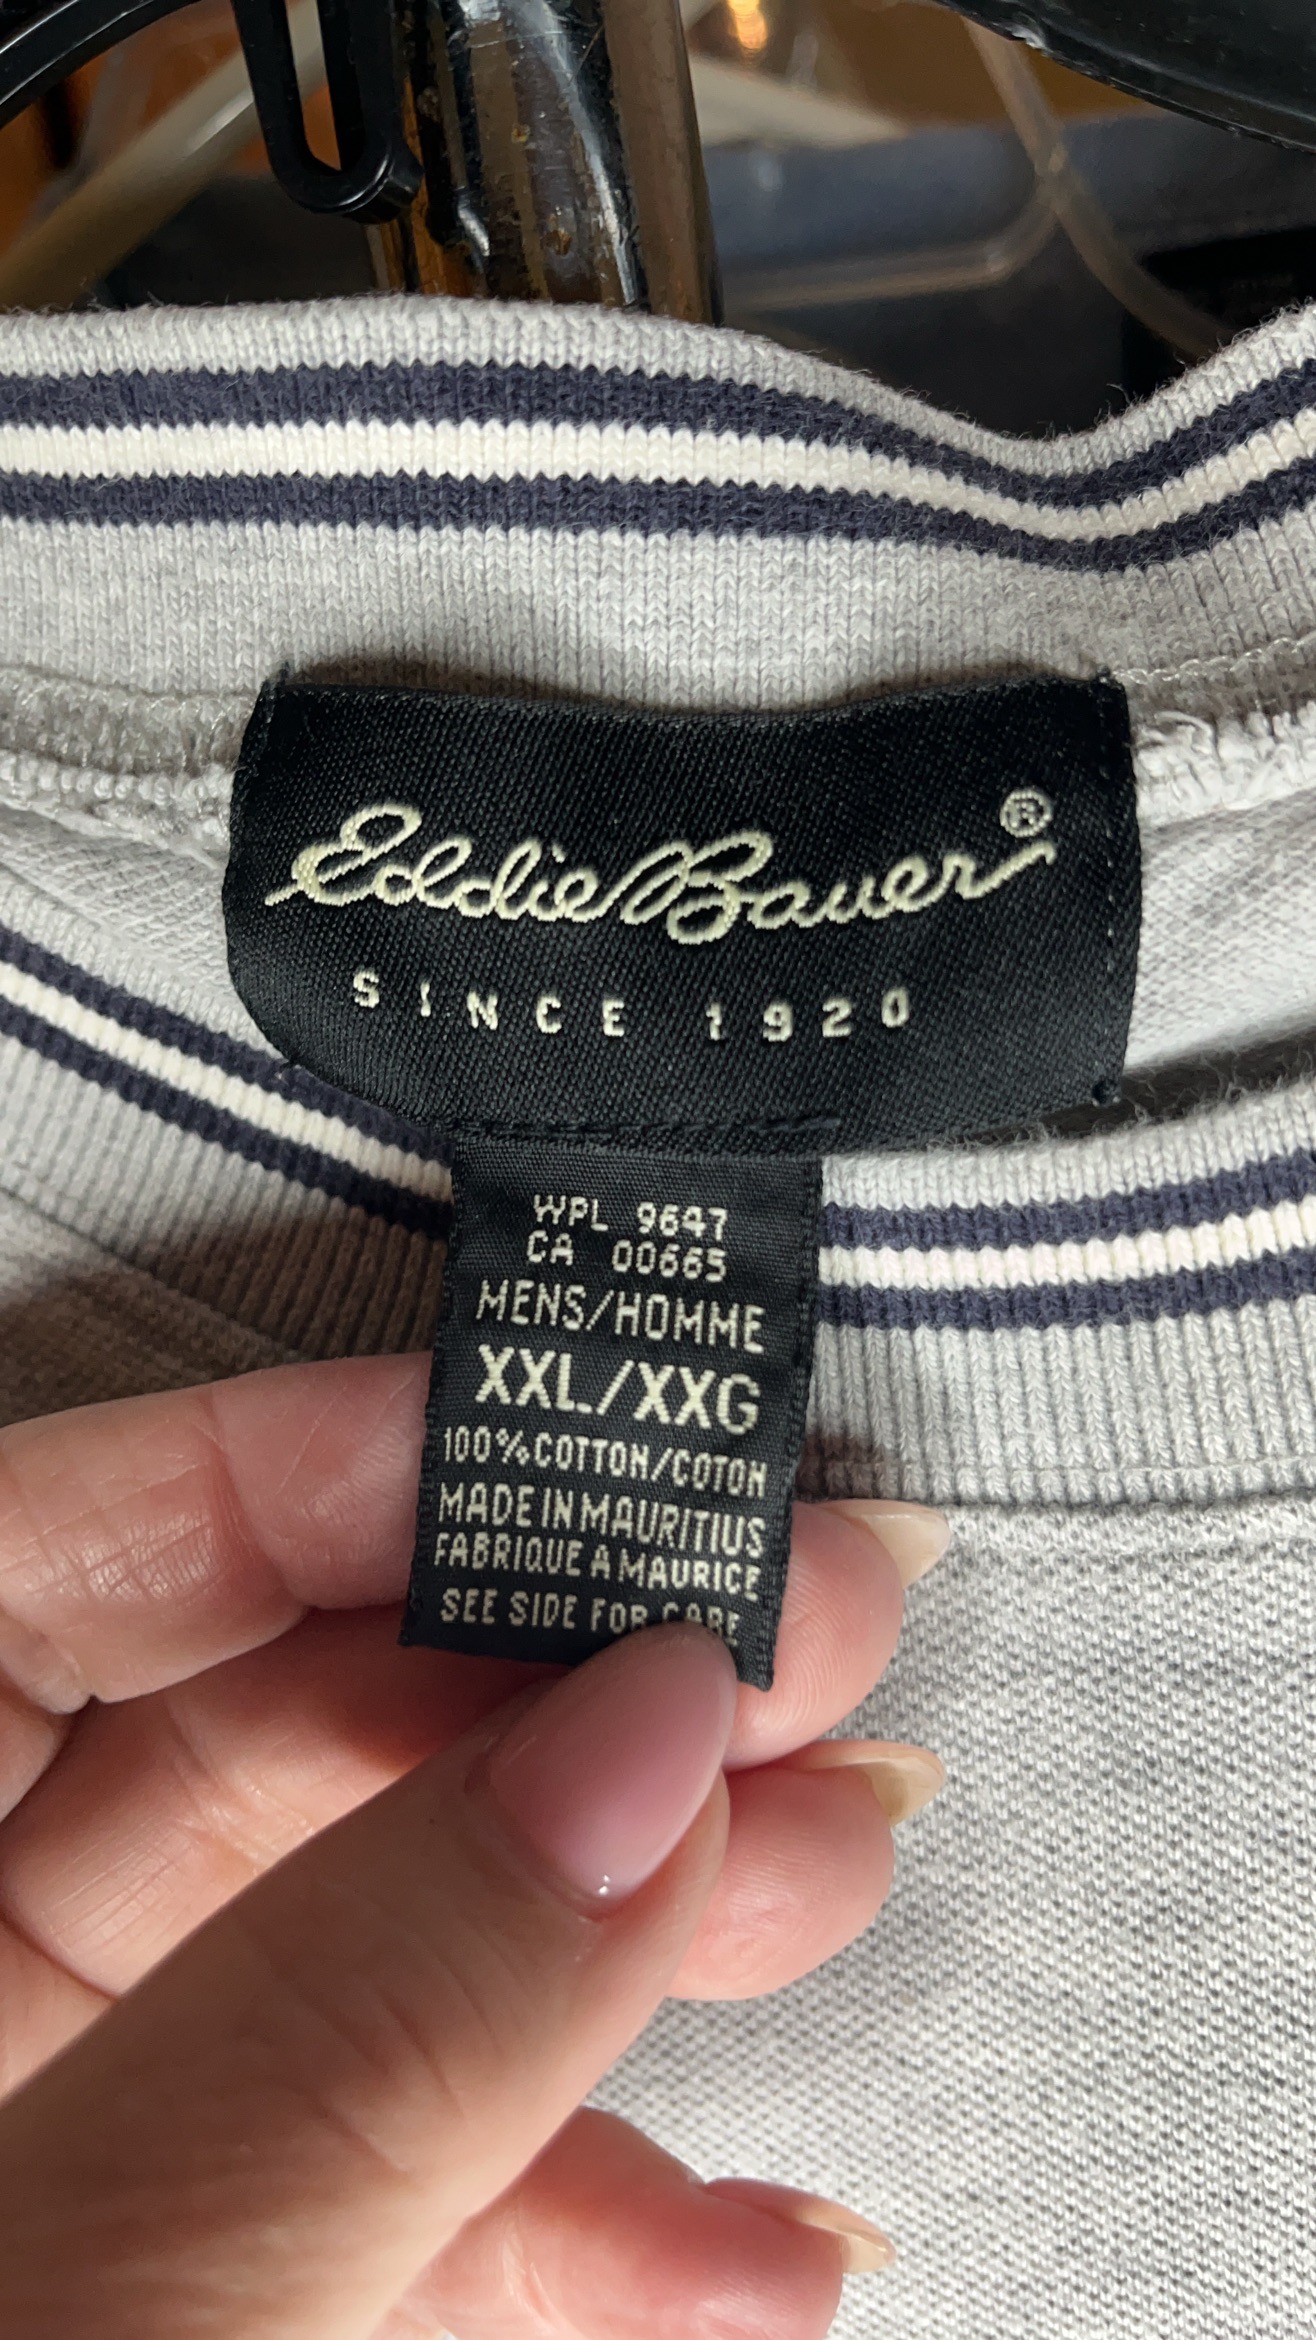 Eddie Bauer®
SINCE 1920
WPL 9647
CA 00665
MENS/HOMME
XXL/XXG
100% COTTON/COTON
MADE IN MAURITIUS
FABRIQUE A MAURICE
SEE SIDE FOR CARE